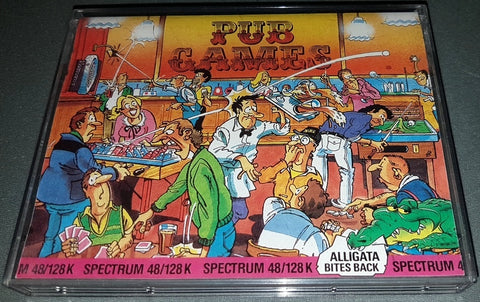 PUB
GAMES
M 48/128 K SPECTRUM 48/128 K SPECTRUM 48/128 K
ALLIGATA
BITES BACK
SPECTRUM 4